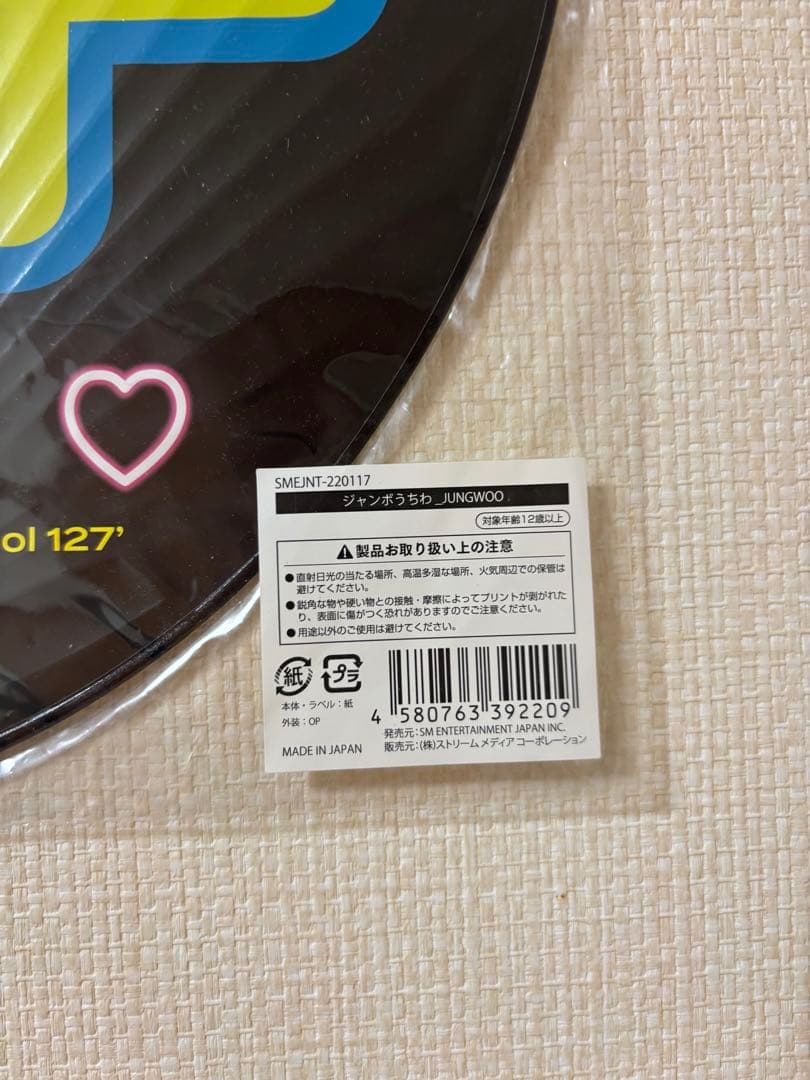 ol 127’
SMEJNT-220117
ジャンボうちわ_JUNGWOO
対象年齢12歳以上
製品お取り扱い上の注意
●直射日光の当たる場所、高温多湿な場所、火気周辺での保管は
避けてください。
●鋭角な物や硬い物との接触・摩擦によってプリントが剥がれた
り、表面に傷がつく恐れがありますのでご注意ください。
●用途以外のご使用は避けてください。
紙 プラ
本体・ラベル：紙
外装：OP
4 580763 392209
MADE IN JAPAN
発売元：SM ENTERTAINMENT JAPAN INC.
販売元：(株)ストリーム メディア コーポレーション